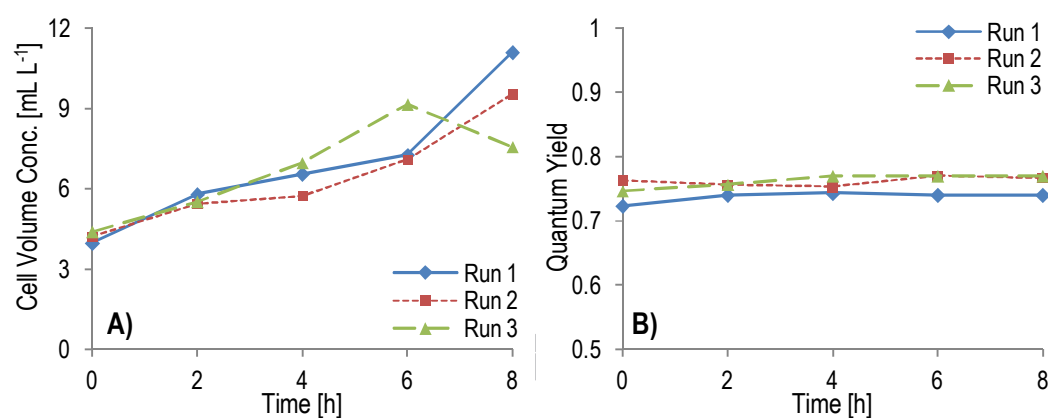 Cell Volume Conc. [mL L⁻¹]
12
9
6
3
0
0 2 4 6 8
Time [h]
Run 1
Run 2
Run 3
A)
Quantum Yield
1
0.9
0.8
0.7
0.6
0.5
0 2 4 6 8
Time [h]
Run 1
Run 2
Run 3
B)